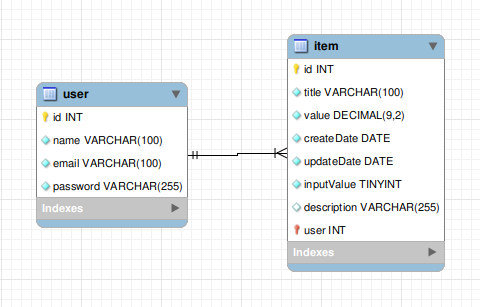 user
id INT
name VARCHAR(100)
email VARCHAR(100)
password VARCHAR(255)
Indexes
item
id INT
title VARCHAR(100)
value DECIMAL(9,2)
createDate DATE
updateDate DATE
inputValue TINYINT
description VARCHAR(255)
user INT
Indexes